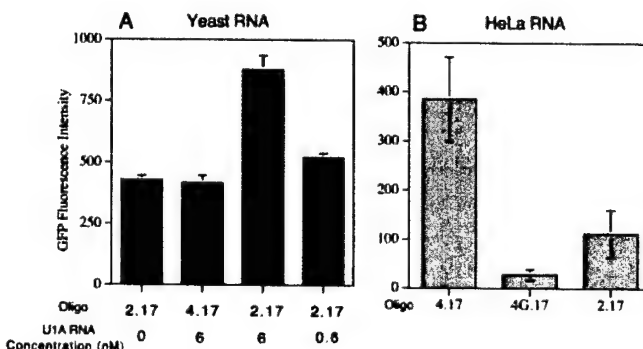 A Yeast RNA
1000
750
500
250
0
GFP Fluorescence Intensity
Oligo 2.17 4.17 2.17 2.17
U1A RNA
Concentration (nM) 0 6 6 0.6
B HeLa RNA
500
400
300
200
100
0
Oligo 4.17 4G.17 2.17